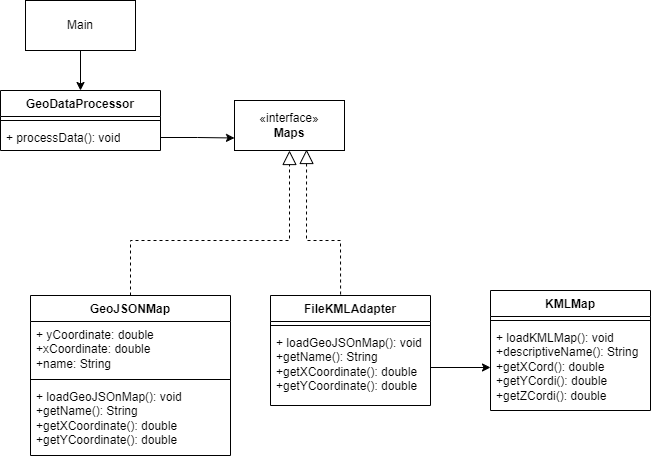 Main
GeoDataProcessor
+ processData(): void
«interface»
Maps
GeoJSONMap
+ yCoordinate: double
+xCoordinate: double
+name: String
+ loadGeoJSOnMap(): void
+getName(): String
+getXCoordinate(): double
+getYCoordinate(): double
FileKMLAdapter
+ loadGeoJSOnMap(): void
+getName(): String
+getXCoordinate(): double
+getYCoordinate(): double
KMLMap
+ loadKMLMap(): void
+descriptiveName(): String
+getXCord(): double
+getYCordi(): double
+getZCordi(): double